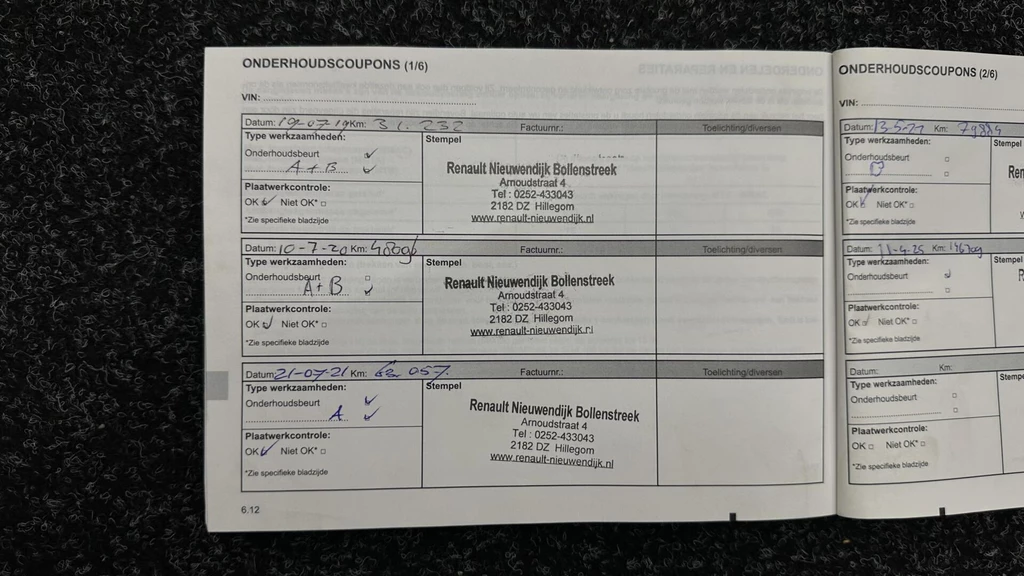 ONDERHOUDSCOUPONS (1/6)
VIN:
Datum: 19-07-19 Km: 31.232 Factuurnr.: Toelichting/diversen
Type werkzaamheden: Stempel
Onderhoudsbeurt
A + B
Plaatwerkcontrole:
OK Niet OK*
*Zie specifieke bladzijde
Renault Nieuwendijk Bollenstreek
Arnoudstraat 4
Tel : 0252-433043
2182 DZ Hillegom
www.renault-nieuwendijk.nl
Datum: 10-7-20 Km: Factuurnr.: Toelichting/diversen
Type werkzaamheden: Stempel
Onderhoudsbeurt
A + B
Plaatwerkcontrole:
OK Niet OK*
*Zie specifieke bladzijde
Renault Nieuwendijk Bollenstreek
Arnoudstraat 4
Tel : 0252-433043
2182 DZ Hillegom
www.renault-nieuwendijk.nl
Datum: 21-07-21 Km: Factuurnr.: Toelichting/diversen
Type werkzaamheden: Stempel
Onderhoudsbeurt
A
Plaatwerkcontrole:
OK Niet OK*
*Zie specifieke bladzijde
Renault Nieuwendijk Bollenstreek
Arnoudstraat 4
Tel : 0252-433043
2182 DZ Hillegom
www.renault-nieuwendijk.nl
6.12
ONDERHOUDSCOUPONS (2/6)
VIN:
Datum: Km:
Type werkzaamheden: Stempel
Onderhoudsbeurt
Plaatwerkcontrole:
OK Niet OK*
*Zie specifieke bladzijde
Datum: Km:
Type werkzaamheden: Stempel
Onderhoudsbeurt
Plaatwerkcontrole:
OK Niet OK*
*Zie specifieke bladzijde
Datum: Km:
Type werkzaamheden:
Onderhoudsbeurt
Plaatwerkcontrole:
OK Niet OK*
*Zie specifieke bladzijde